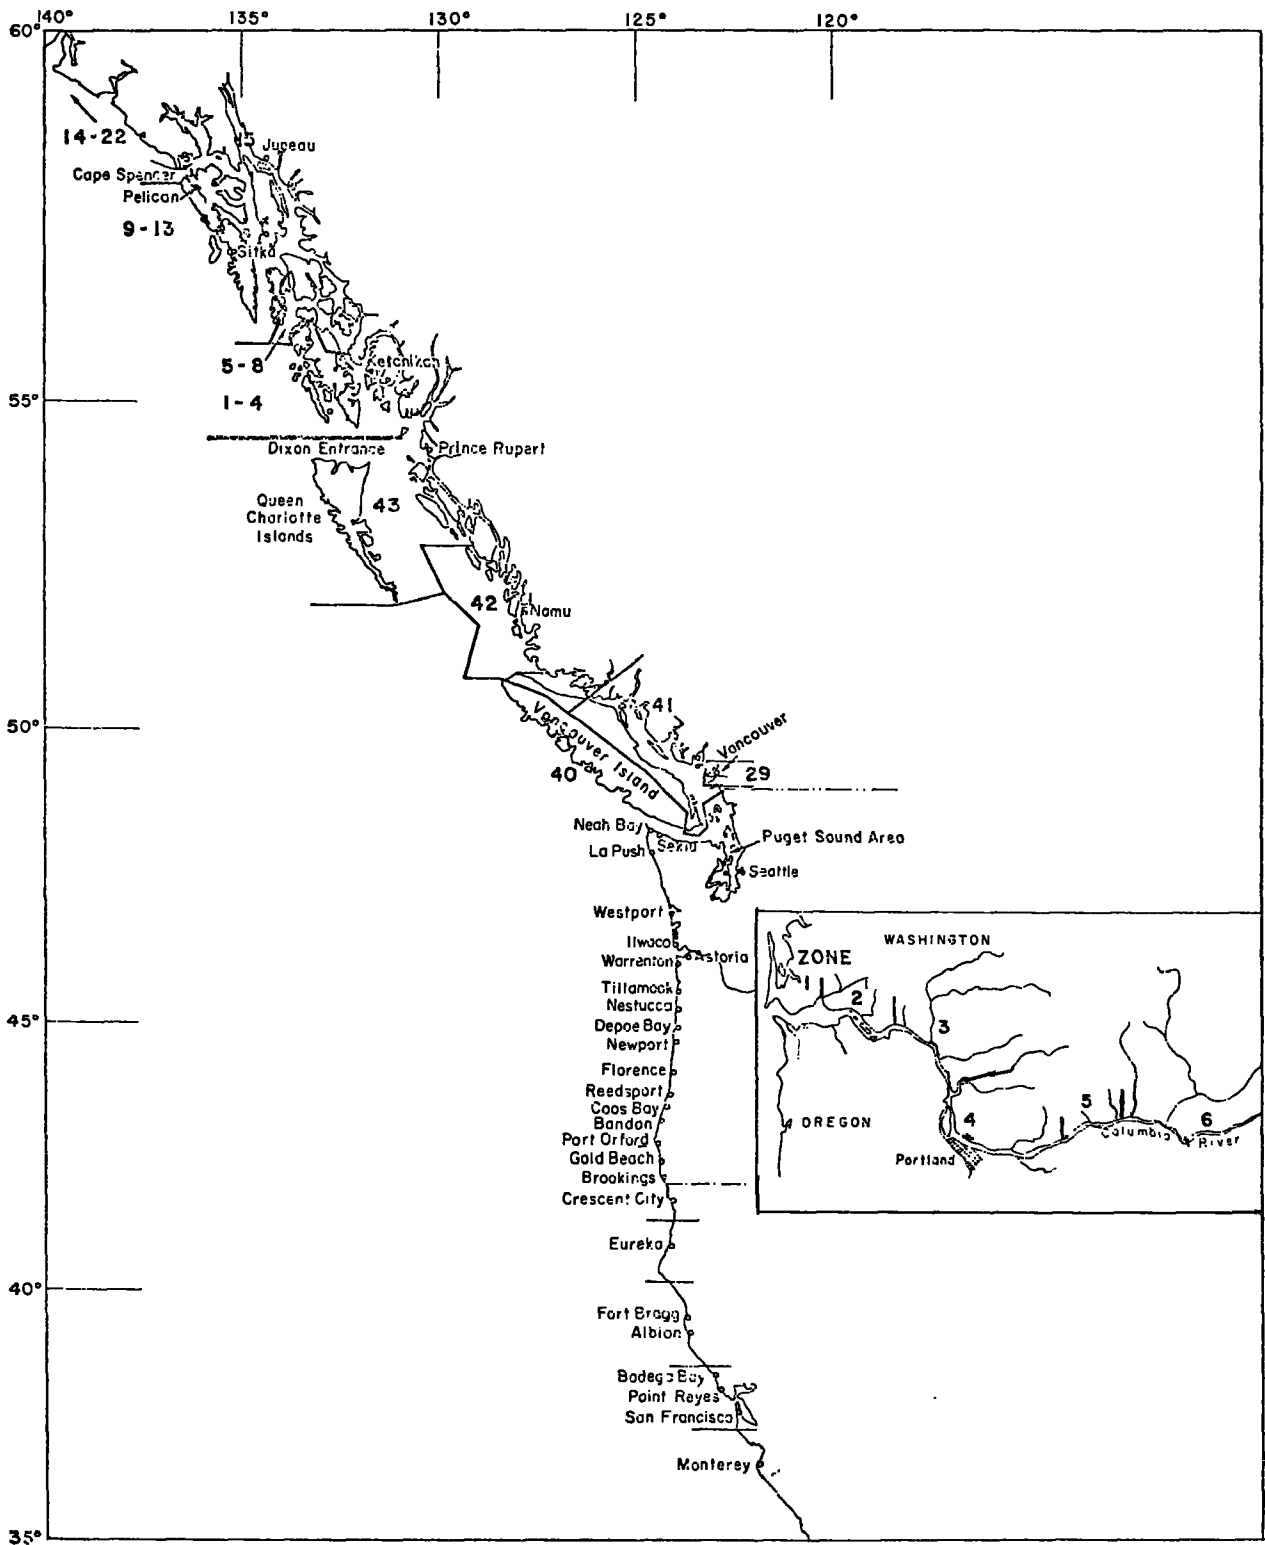 140° 135° 130° 125° 120°
60°
14-22
Juneau
Cape Spencer
Pelican
9-13
Sitka
5-8
Ketchikan
1-4
55°
Dixon Entrance
Prince Rupert
Queen
Charlotte
Islands
43
42
Namu
41
50°
Vancouver
Vancouver Island
29
40
Neah Bay
Sekiu
Puget Sound Area
La Push
Seattle
Westport
Ilwaco
Astoria
Warrenton
Tillamook
Nestucca
45°
Depoe Bay
Newport
Florence
Reedsport
Coos Bay
Bandon
Port Orford
Gold Beach
Brookings
Crescent City
Eureka
40°
Fort Bragg
Albion
Bodega Bay
Point Reyes
San Francisco
Monterey
35°
WASHINGTON
ZONE
1
2
3
OREGON
4
5
6
Columbia River
Portland